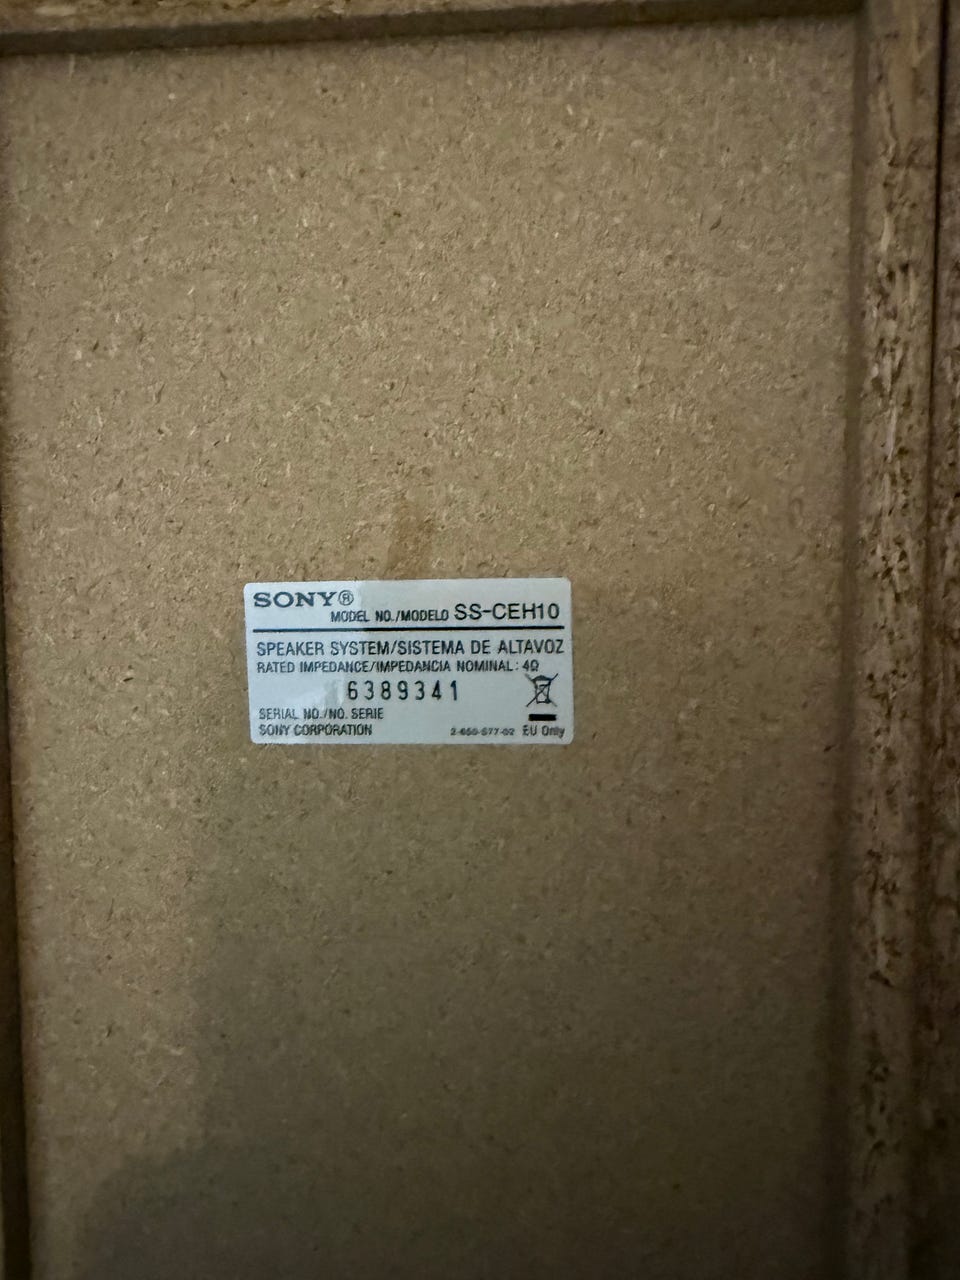 SONY®
MODEL NO./MODELO SS-CEH10
SPEAKER SYSTEM/SISTEMA DE ALTAVOZ
RATED IMPEDANCE/IMPEDANCIA NOMINAL: 4Ω
6389341
SERIAL NO./NO. SERIE
SONY CORPORATION EU Only